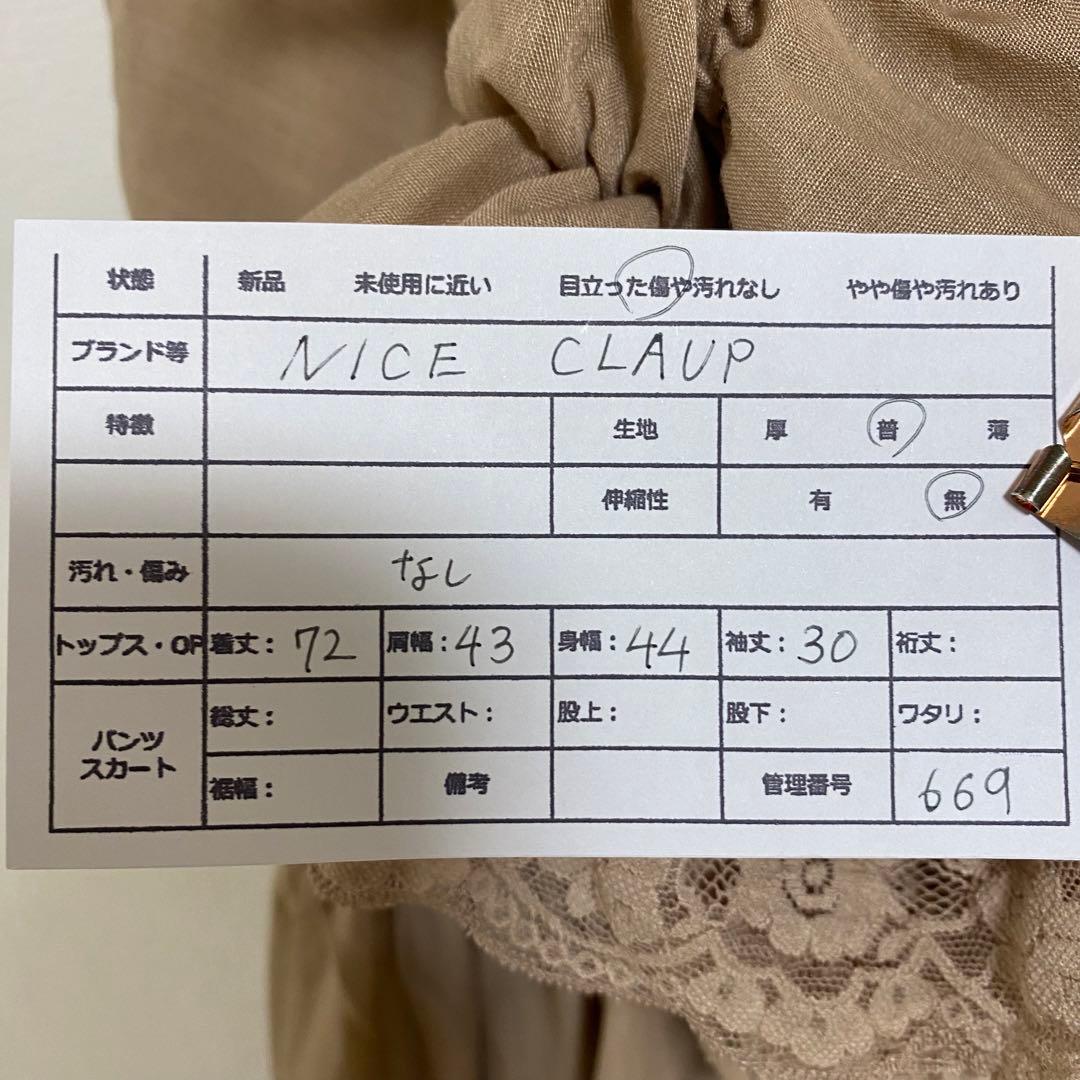 状態 新品 未使用に近い 目立った傷や汚れなし やや傷や汚れあり
ブランド等 NICE CLAUP
特徴 生地 厚 普 薄
伸縮性 有 無
汚れ・傷み なし
トップス・OP 着丈：72 肩幅：43 身幅：44 袖丈：30 裄丈：
パンツ
スカート
総丈： ウエスト： 股上： 股下： ワタリ：
裾幅： 備考 管理番号 669